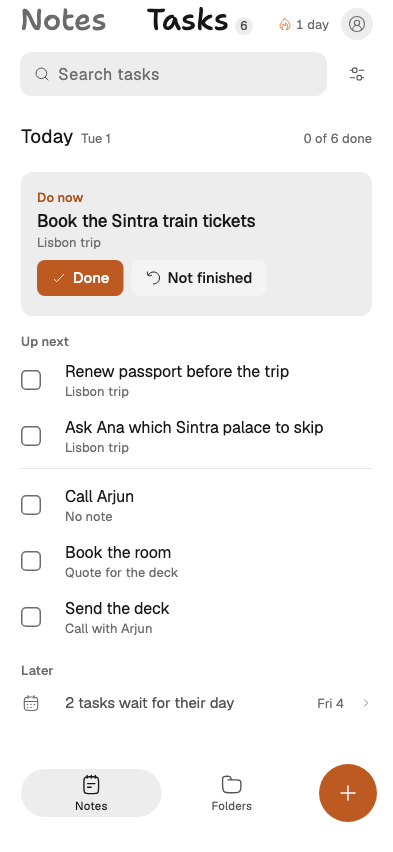 Notes Tasks 6 1 day
Search tasks
Today Tue 1 0 of 6 done
Do now
Book the Sintra train tickets
Lisbon trip
Done Not finished
Up next
Renew passport before the trip
Lisbon trip
Ask Ana which Sintra palace to skip
Lisbon trip
Call Arjun
No note
Book the room
Quote for the deck
Send the deck
Call with Arjun
Later
2 tasks wait for their day Fri 4
Notes Folders